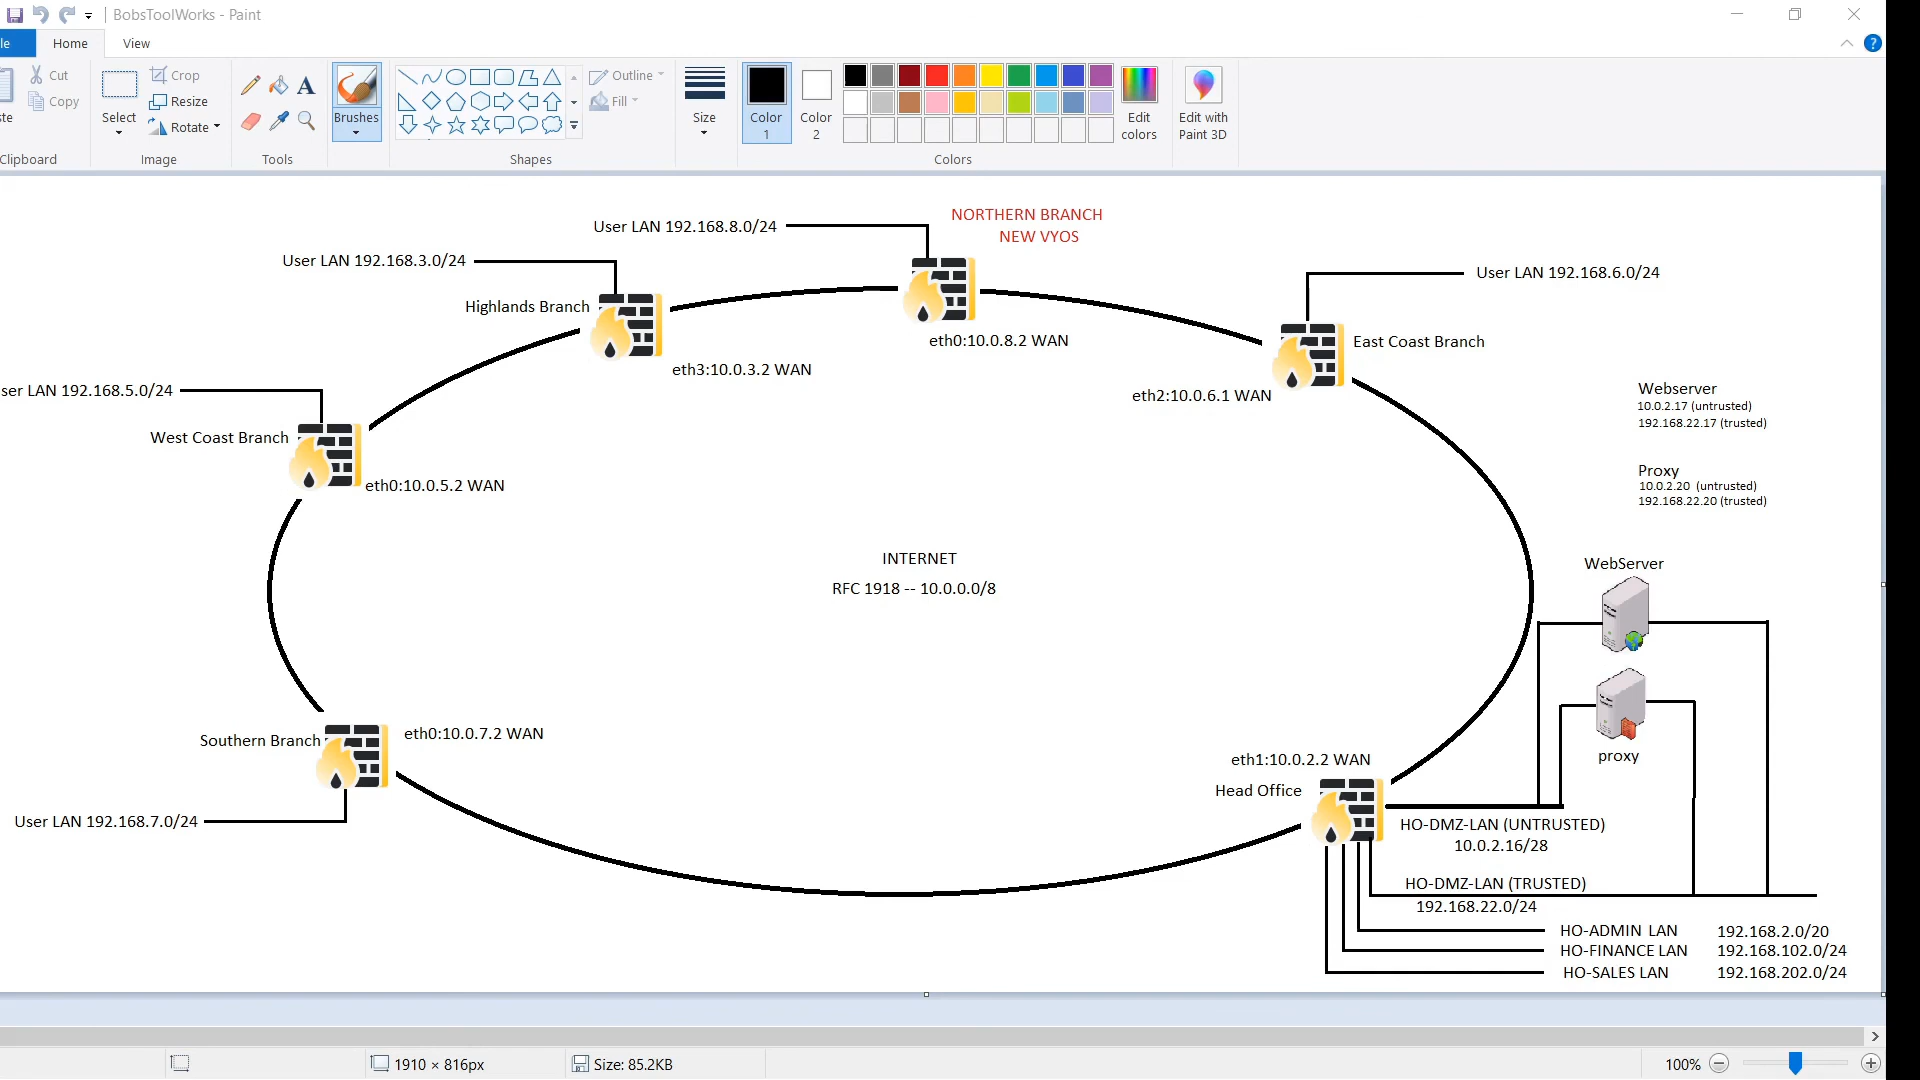 BobsToolWorks - Paint
le
Home
View
Cut
Copy
ste
Clipboard
Select
Crop
Resize
Rotate
Image
A
Tools
Brushes
Outline
Fill
Shapes
Size
Color
1
Color
2
Edit
colors
Colors
Edit with
Paint 3D
?
NORTHERN BRANCH
NEW VYOS
User LAN 192.168.8.0/24
User LAN 192.168.3.0/24
Highlands Branch
eth0:10.0.8.2 WAN
eth3:10.0.3.2 WAN
User LAN 192.168.6.0/24
East Coast Branch
eth2:10.0.6.1 WAN
ser LAN 192.168.5.0/24
West Coast Branch
eth0:10.0.5.2 WAN
Webserver
10.0.2.17 (untrusted)
192.168.22.17 (trusted)
Proxy
10.0.2.20 (untrusted)
192.168.22.20 (trusted)
INTERNET
RFC 1918 -- 10.0.0.0/8
WebServer
proxy
Southern Branch
eth0:10.0.7.2 WAN
User LAN 192.168.7.0/24
eth1:10.0.2.2 WAN
Head Office
HO-DMZ-LAN (UNTRUSTED)
10.0.2.16/28
HO-DMZ-LAN (TRUSTED)
192.168.22.0/24
HO-ADMIN LAN 192.168.2.0/20
HO-FINANCE LAN 192.168.102.0/24
HO-SALES LAN 192.168.202.0/24
1910 × 816px
Size: 85.2KB
100%